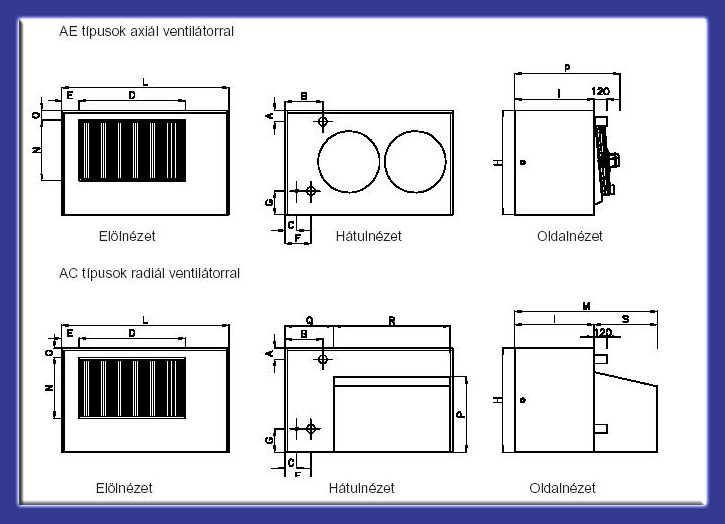 AE típusok axiál ventilátorral
L
E D
O
N
B
A
G
C
F
P
I 120
H
Elölnézet Hátulnézet Oldalnézet
AC típusok radiál ventilátorral
L
E D
O
N
Q R
B
A
G
C
F
P
M
I S
120
H
Elölnézet Hátulnézet Oldalnézet